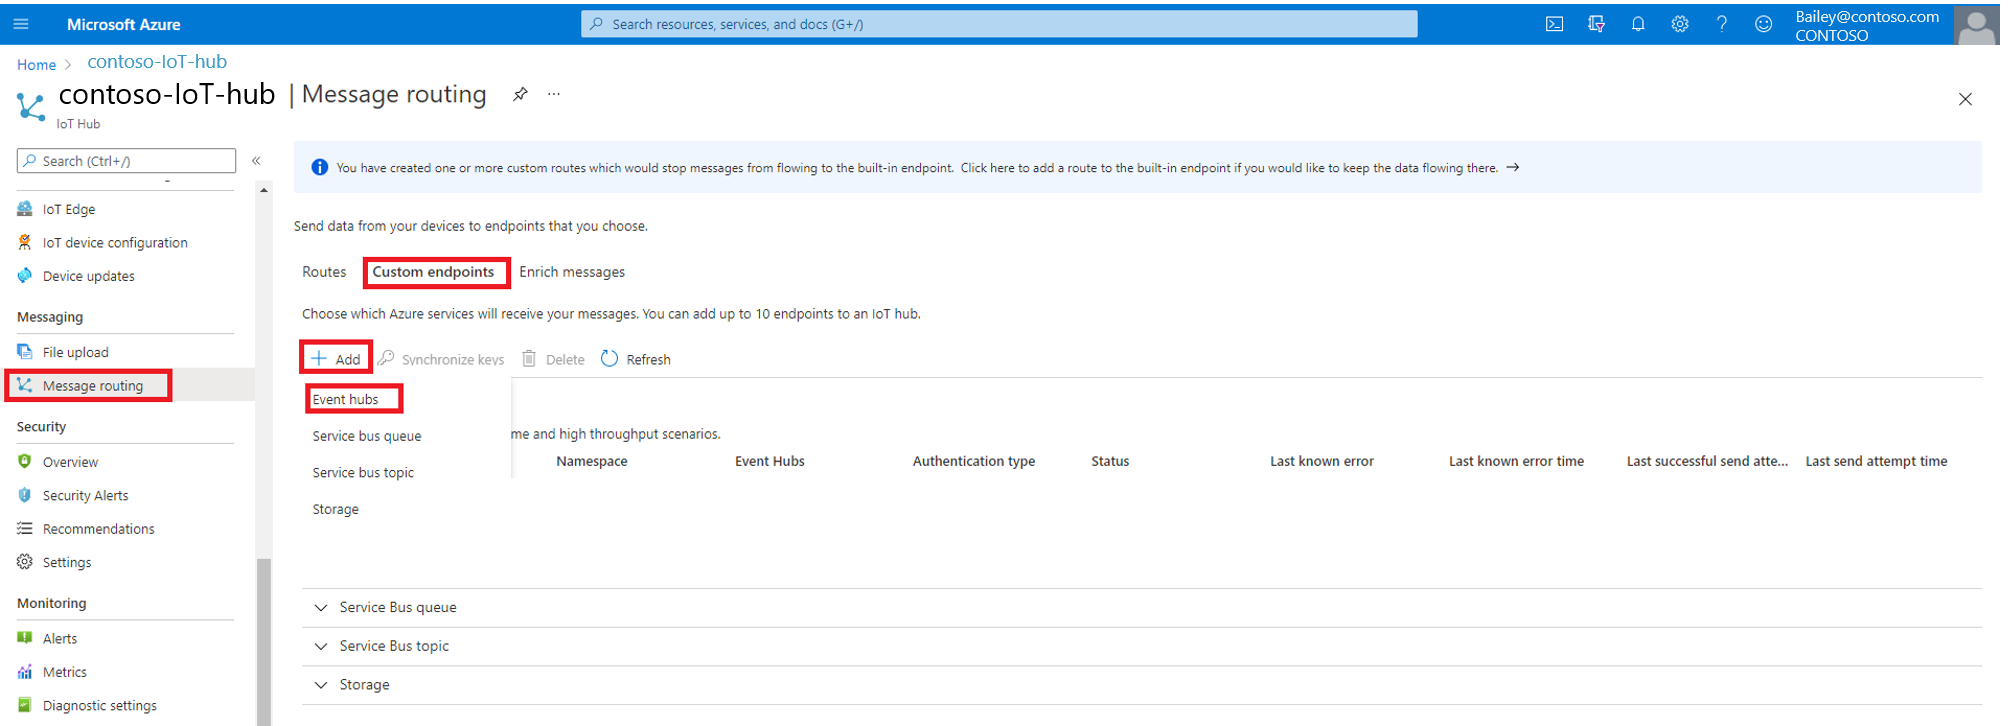 Microsoft Azure
Search resources, services, and docs (G+/)
Bailey@contoso.com
CONTOSO
Home > contoso-IoT-hub
contoso-IoT-hub | Message routing
IoT Hub
Search (Ctrl+/)
IoT Edge
IoT device configuration
Device updates
Messaging
File upload
Message routing
Security
Overview
Security Alerts
Recommendations
Settings
Monitoring
Alerts
Metrics
Diagnostic settings
You have created one or more custom routes which would stop messages from flowing to the built-in endpoint. Click here to add a route to the built-in endpoint if you would like to keep the data flowing there. →
Send data from your devices to endpoints that you choose.
Routes Custom endpoints Enrich messages
Choose which Azure services will receive your messages. You can add up to 10 endpoints to an IoT hub.
+ Add Synchronize keys Delete Refresh
Event hubs
Service bus queue
Service bus topic
Storage
me and high throughput scenarios.
Namespace Event Hubs Authentication type Status Last known error Last known error time Last successful send atte... Last send attempt time
Service Bus queue
Service Bus topic
Storage